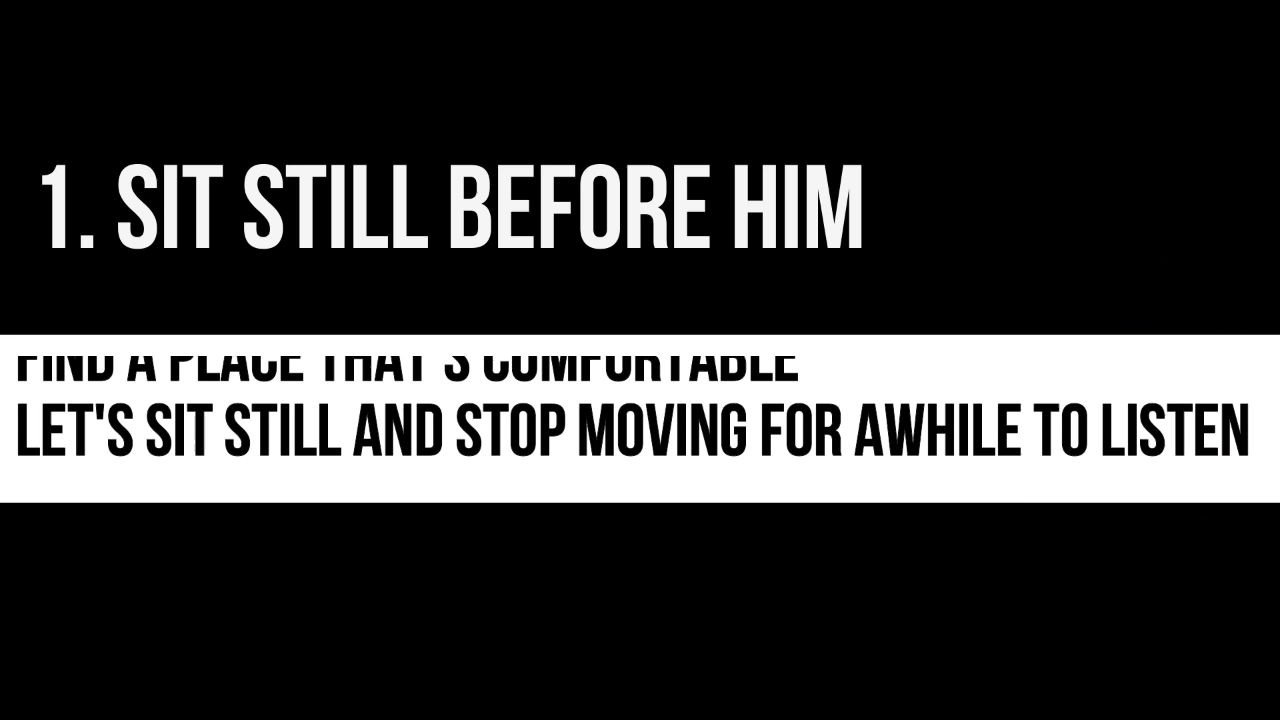 1. SIT STILL BEFORE HIM
FIND A PLACE THAT'S COMFORTABLE
LET'S SIT STILL AND STOP MOVING FOR AWHILE TO LISTEN